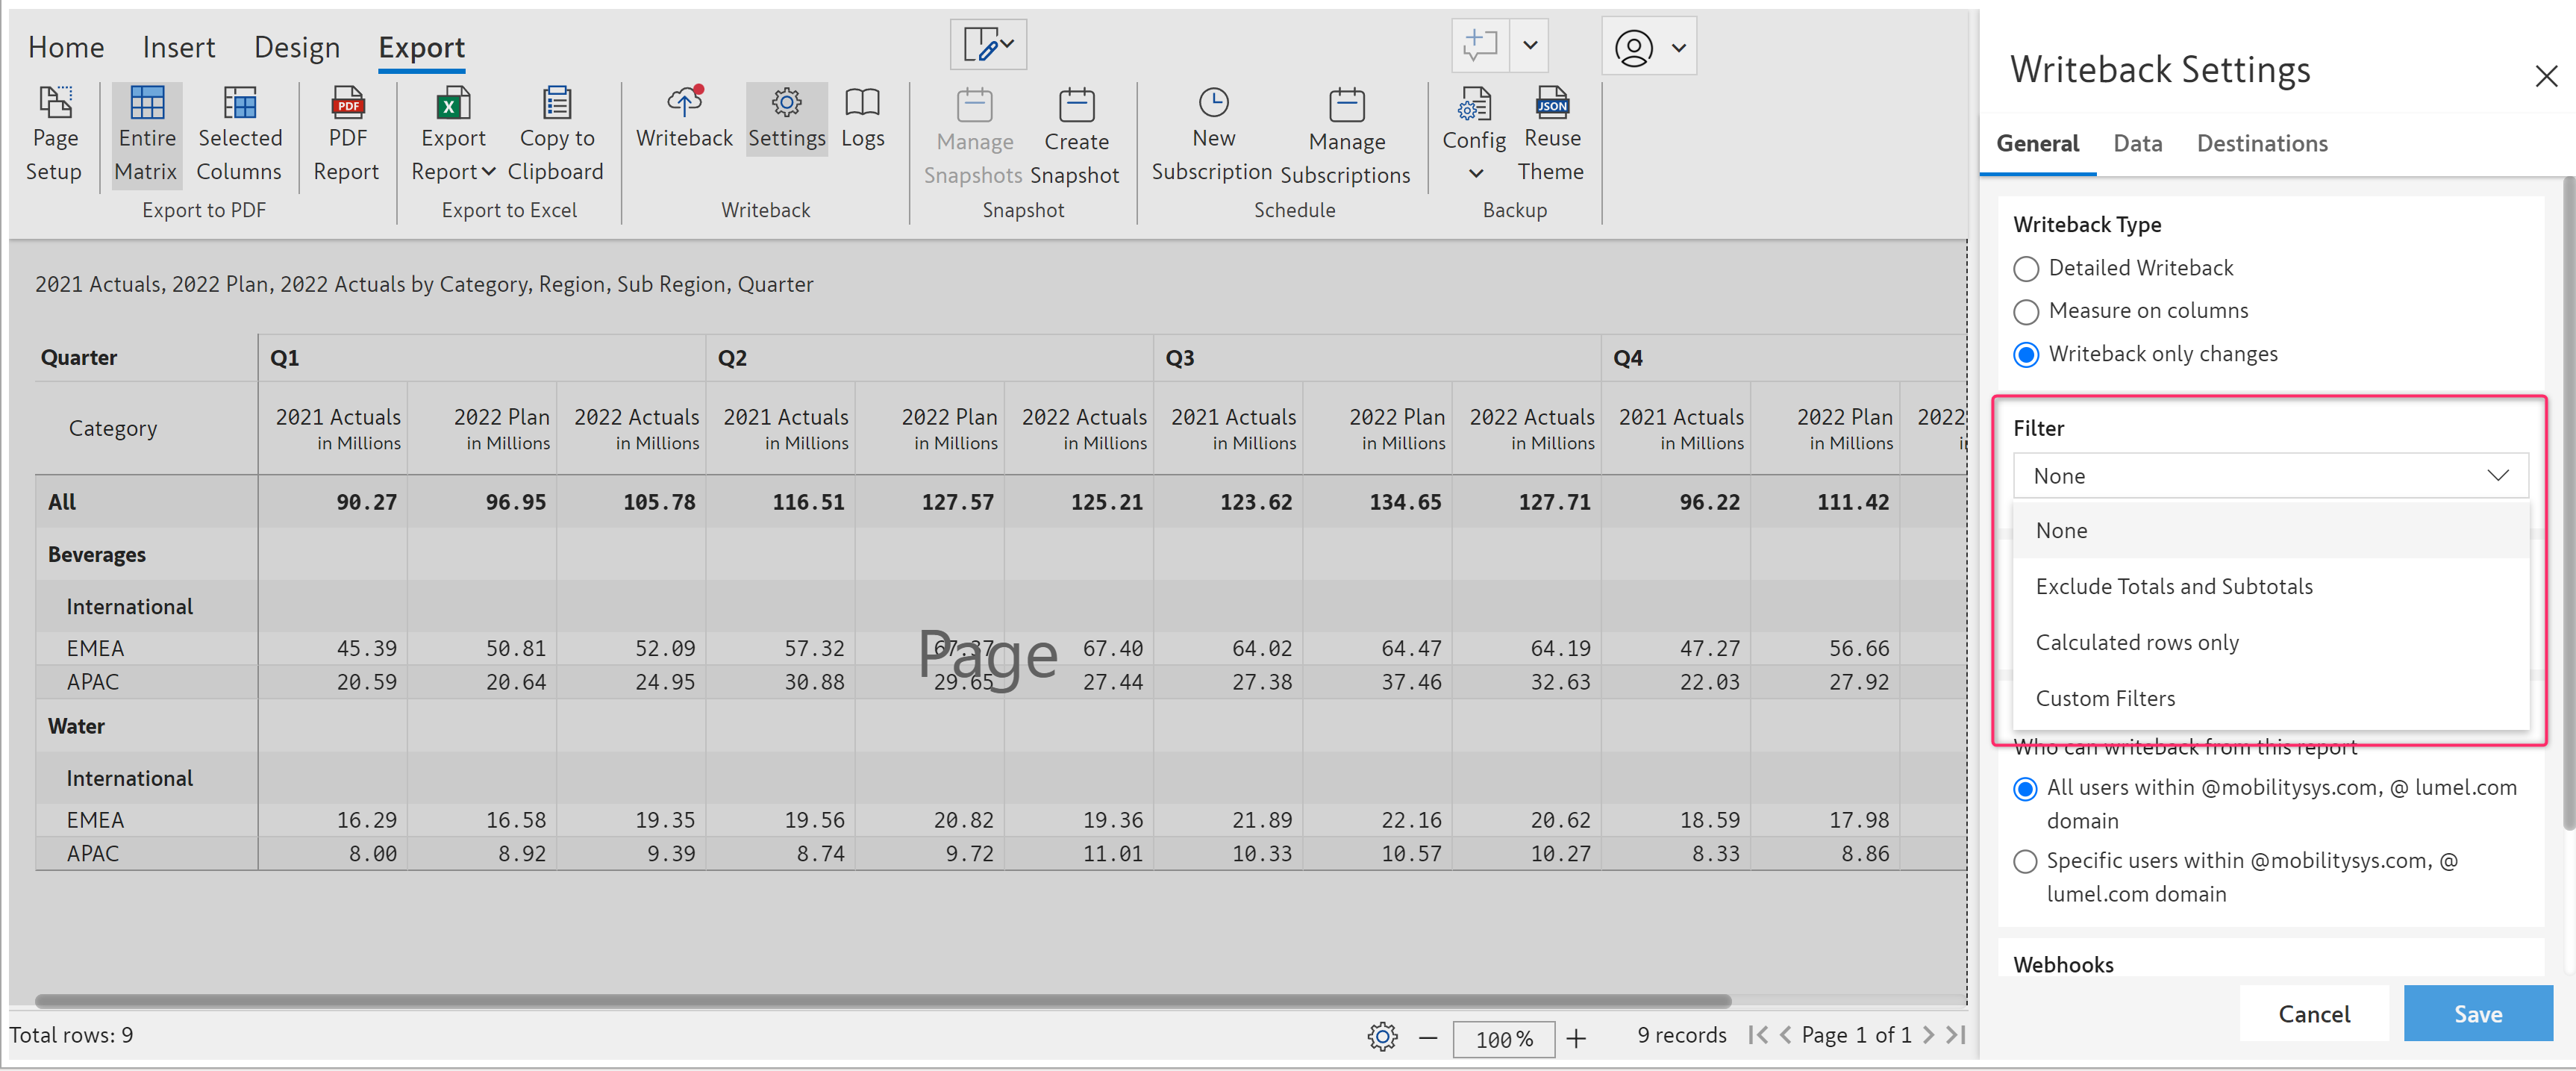 Home Insert Design Export
Page Setup
Entire Matrix
Selected Columns
PDF
PDF Report
X
Export Report
Copy to Clipboard
Writeback
Settings
Logs
Manage Snapshots
Create Snapshot
New Subscription
Manage Subscriptions
Config
JSON
Reuse Theme
Export to PDF Export to Excel Writeback Snapshot Schedule Backup
2021 Actuals, 2022 Plan, 2022 Actuals by Category, Region, Sub Region, Quarter
Quarter Q1 Q2 Q3 Q4
Category 2021 Actuals 2022 Plan 2022 Actuals 2021 Actuals 2022 Plan 2022 Actuals 2021 Actuals 2022 Plan 2022 Actuals 2021 Actuals 2022 Plan 2022
in Millions in Millions in Millions in Millions in Millions in Millions in Millions in Millions in Millions in Millions in Millions
All 90.27 96.95 105.78 116.51 127.57 125.21 123.62 134.65 127.71 96.22 111.42
Beverages
International
EMEA 45.39 50.81 52.09 57.32 67.37 67.40 64.02 64.47 64.19 47.27 56.66
Page
APAC 20.59 20.64 24.95 30.88 29.65 27.44 27.38 37.46 32.63 22.03 27.92
Water
International
EMEA 16.29 16.58 19.35 19.56 20.82 19.36 21.89 22.16 20.62 18.59 17.98
APAC 8.00 8.92 9.39 8.74 9.72 11.01 10.33 10.57 10.27 8.33 8.86
Total rows: 9
100 %
9 records
Page 1 of 1
Writeback Settings
General Data Destinations
Writeback Type
Detailed Writeback
Measure on columns
Writeback only changes
Filter
None
None
Exclude Totals and Subtotals
Calculated rows only
Custom Filters
Who can writeback from this report
All users within @mobilitysys.com, @ lumel.com
domain
Specific users within @mobilitysys.com, @
lumel.com domain
Webhooks
Cancel Save